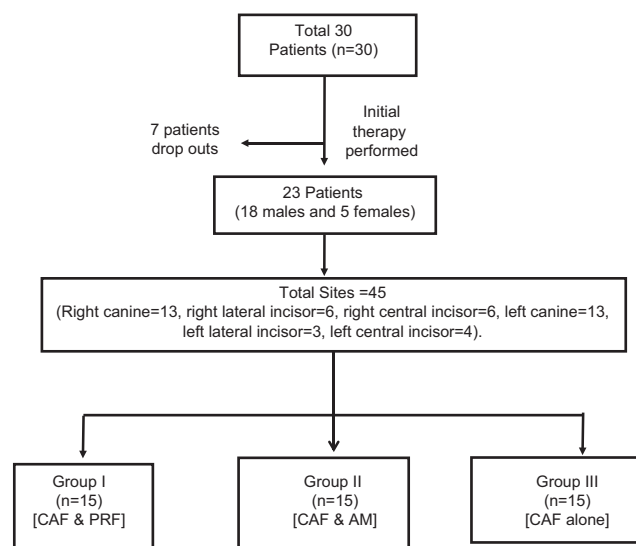 Total 30
Patients (n=30)
7 patients
drop outs
Initial
therapy
performed
23 Patients
(18 males and 5 females)
Total Sites =45
(Right canine=13, right lateral incisor=6, right central incisor=6, left canine=13,
left lateral incisor=3, left central incisor=4).
Group I
(n=15)
[CAF & PRF]
Group II
(n=15)
[CAF & AM]
Group III
(n=15)
[CAF alone]